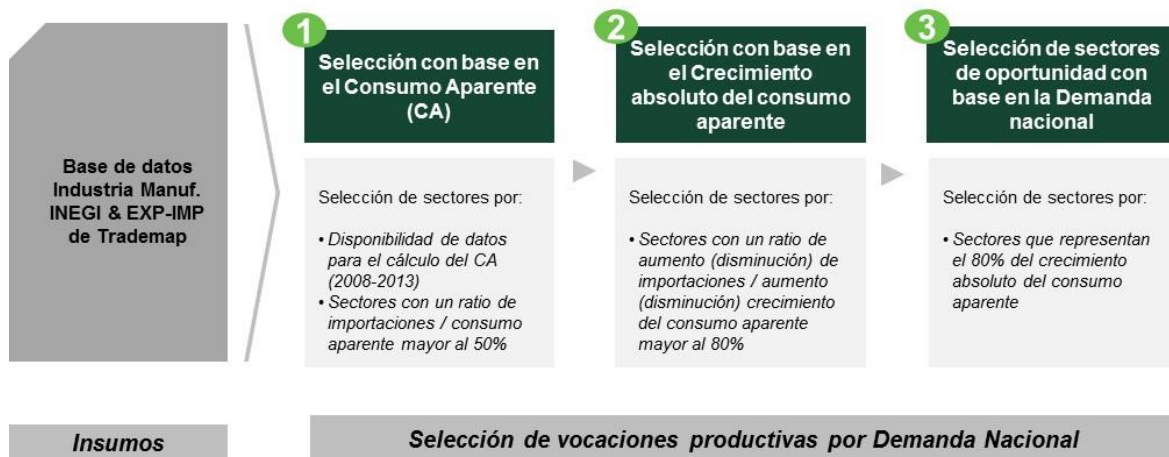 Base de datos
Industria Manuf.
INEGI & EXP-IMP
de Trademap
1
Selección con base en
el Consumo Aparente
(CA)
Selección de sectores por:
• Disponibilidad de datos
para el cálculo del CA
(2008-2013)
• Sectores con un ratio de
importaciones / consumo
aparente mayor al 50%
2
Selección con base en
el Crecimiento
absoluto del consumo
aparente
Selección de sectores por:
• Sectores con un ratio de
aumento (disminución) de
importaciones / aumento
(disminución) crecimiento
del consumo aparente
mayor al 80%
3
Selección de sectores
de oportunidad con
base en la Demanda
nacional
Selección de sectores por:
• Sectores que representan
el 80% del crecimiento
absoluto del consumo
aparente
Insumos
Selección de vocaciones productivas por Demanda Nacional